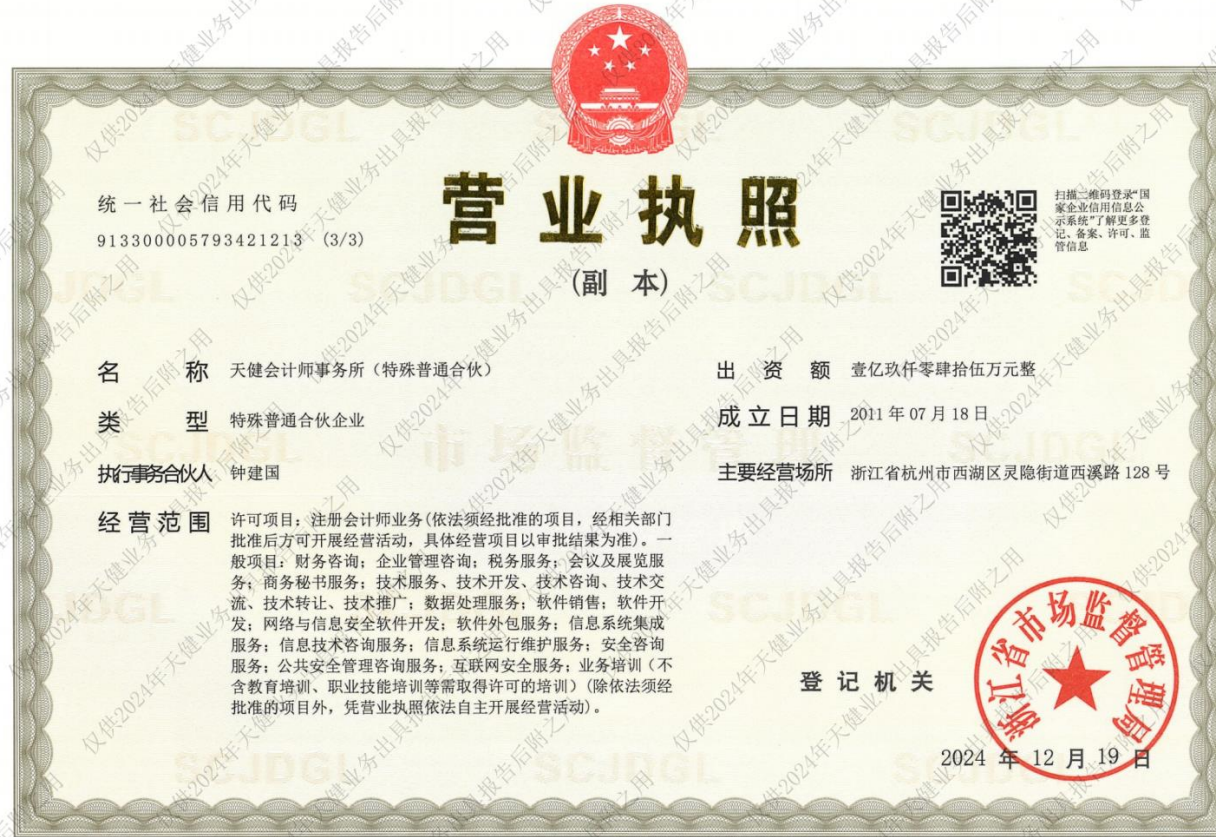 统一社会信用代码
913300005793421213 (3/3)
营业执照
(副 本)
扫描二维码登录“国
家企业信用信息公
示系统”了解更多登
记、备案、许可、监
管信息
名 称 天健会计师事务所（特殊普通合伙）
类 型 特殊普通合伙企业
执行事务合伙人 钟建国
经营范围 许可项目：注册会计师业务(依法须经批准的项目，经相关部门
批准后方可开展经营活动，具体经营项目以审批结果为准)。一
般项目：财务咨询；企业管理咨询；税务服务；会议及展览服
务；商务秘书服务；技术服务、技术开发、技术咨询、技术交
流、技术转让、技术推广；数据处理服务；软件销售；软件开
发；网络与信息安全软件开发；软件外包服务；信息系统集成
服务；信息技术咨询服务；信息系统运行维护服务；安全咨询
服务；公共安全管理咨询服务；互联网安全服务；业务培训（不
含教育培训、职业技能培训等需取得许可的培训）(除依法须经
批准的项目外，凭营业执照依法自主开展经营活动)。
出 资 额 壹亿玖仟零肆拾伍万元整
成立日期 2011 年 07 月 18 日
主要经营场所 浙江省杭州市西湖区灵隐街道西溪路 128 号
登记机关
浙江省市场监督管理局
2024 年 12 月 19 日
仅供2024年天健业务出具报告后附之用
SCJDGL
市场监督管理